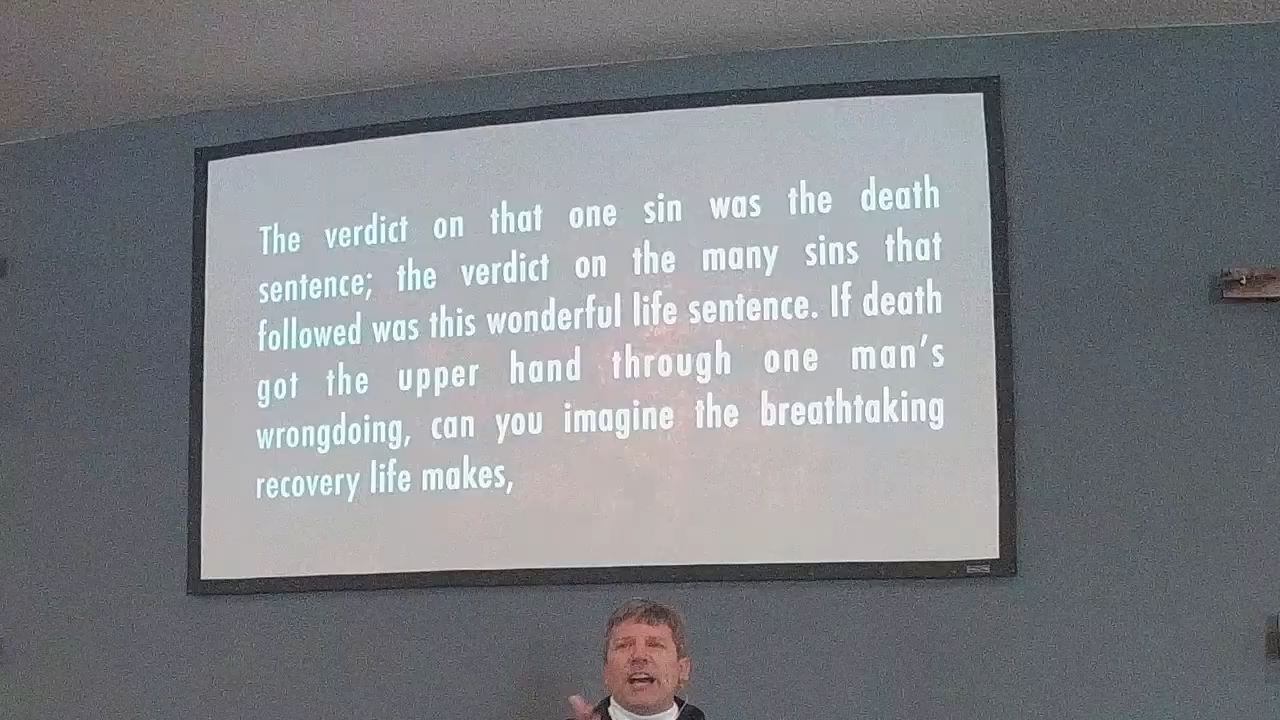 The verdict on that one sin was the death
sentence; the verdict on the many sins that
followed was this wonderful life sentence. If death
got the upper hand through one man's
wrongdoing, can you imagine the breathtaking
recovery life makes,